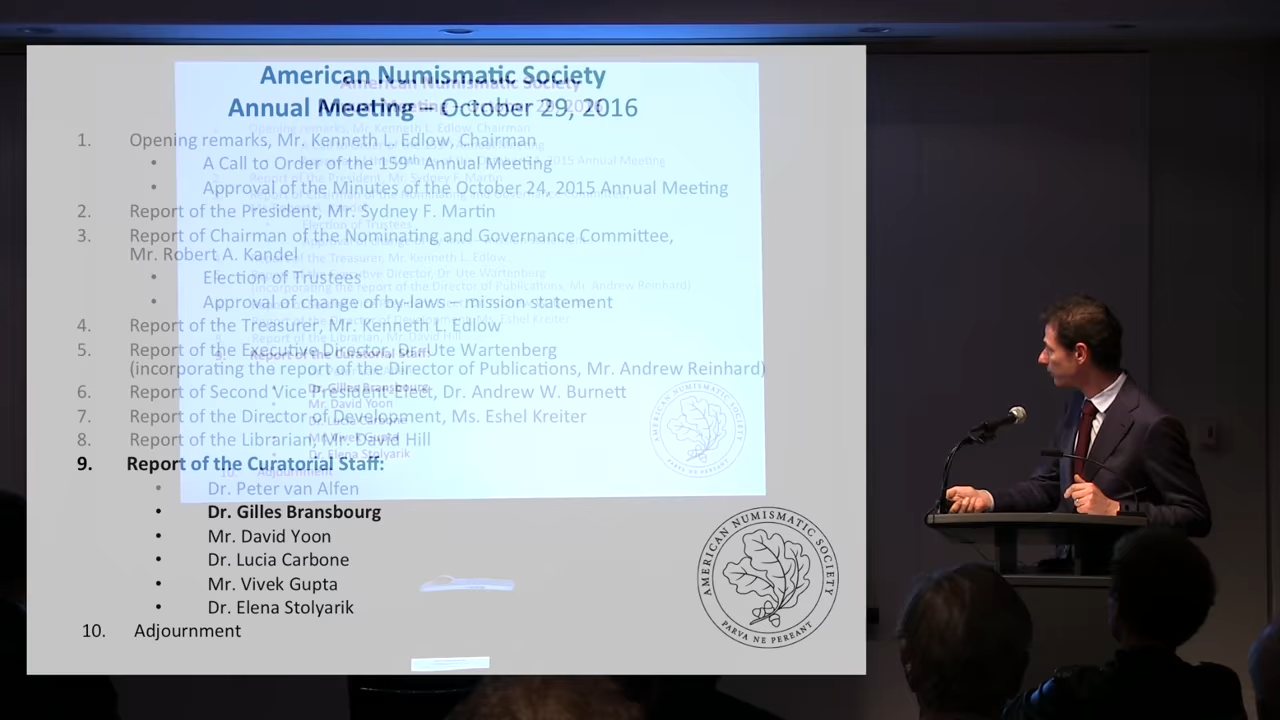 American Numismatic Society
Annual Meeting – October 29, 2016
1. Opening remarks, Mr. Kenneth L. Edlow, Chairman
• A Call to Order of the 159th Annual Meeting
• Approval of the Minutes of the October 24, 2015 Annual Meeting
2. Report of the President, Mr. Sydney F. Martin
3. Report of Chairman of the Nominating and Governance Committee,
Mr. Robert A. Kandel
• Election of Trustees
• Approval of change of by-laws – mission statement
4. Report of the Treasurer, Mr. Kenneth L. Edlow
5. Report of the Executive Director, Dr. Ute Wartenberg
(incorporating the report of the Director of Publications, Mr. Andrew Reinhard)
6. Report of Second Vice President-Elect, Dr. Andrew W. Burnett
7. Report of the Director of Development, Ms. Eshel Kreiter
8. Report of the Librarian, Mr. David Hill
9. Report of the Curatorial Staff:
• Dr. Peter van Alfen
• Dr. Gilles Bransbourg
• Mr. David Yoon
• Dr. Lucia Carbone
• Mr. Vivek Gupta
• Dr. Elena Stolyarik
10. Adjournment
AMERICAN NUMISMATIC SOCIETY
PARVA NE PEREANT